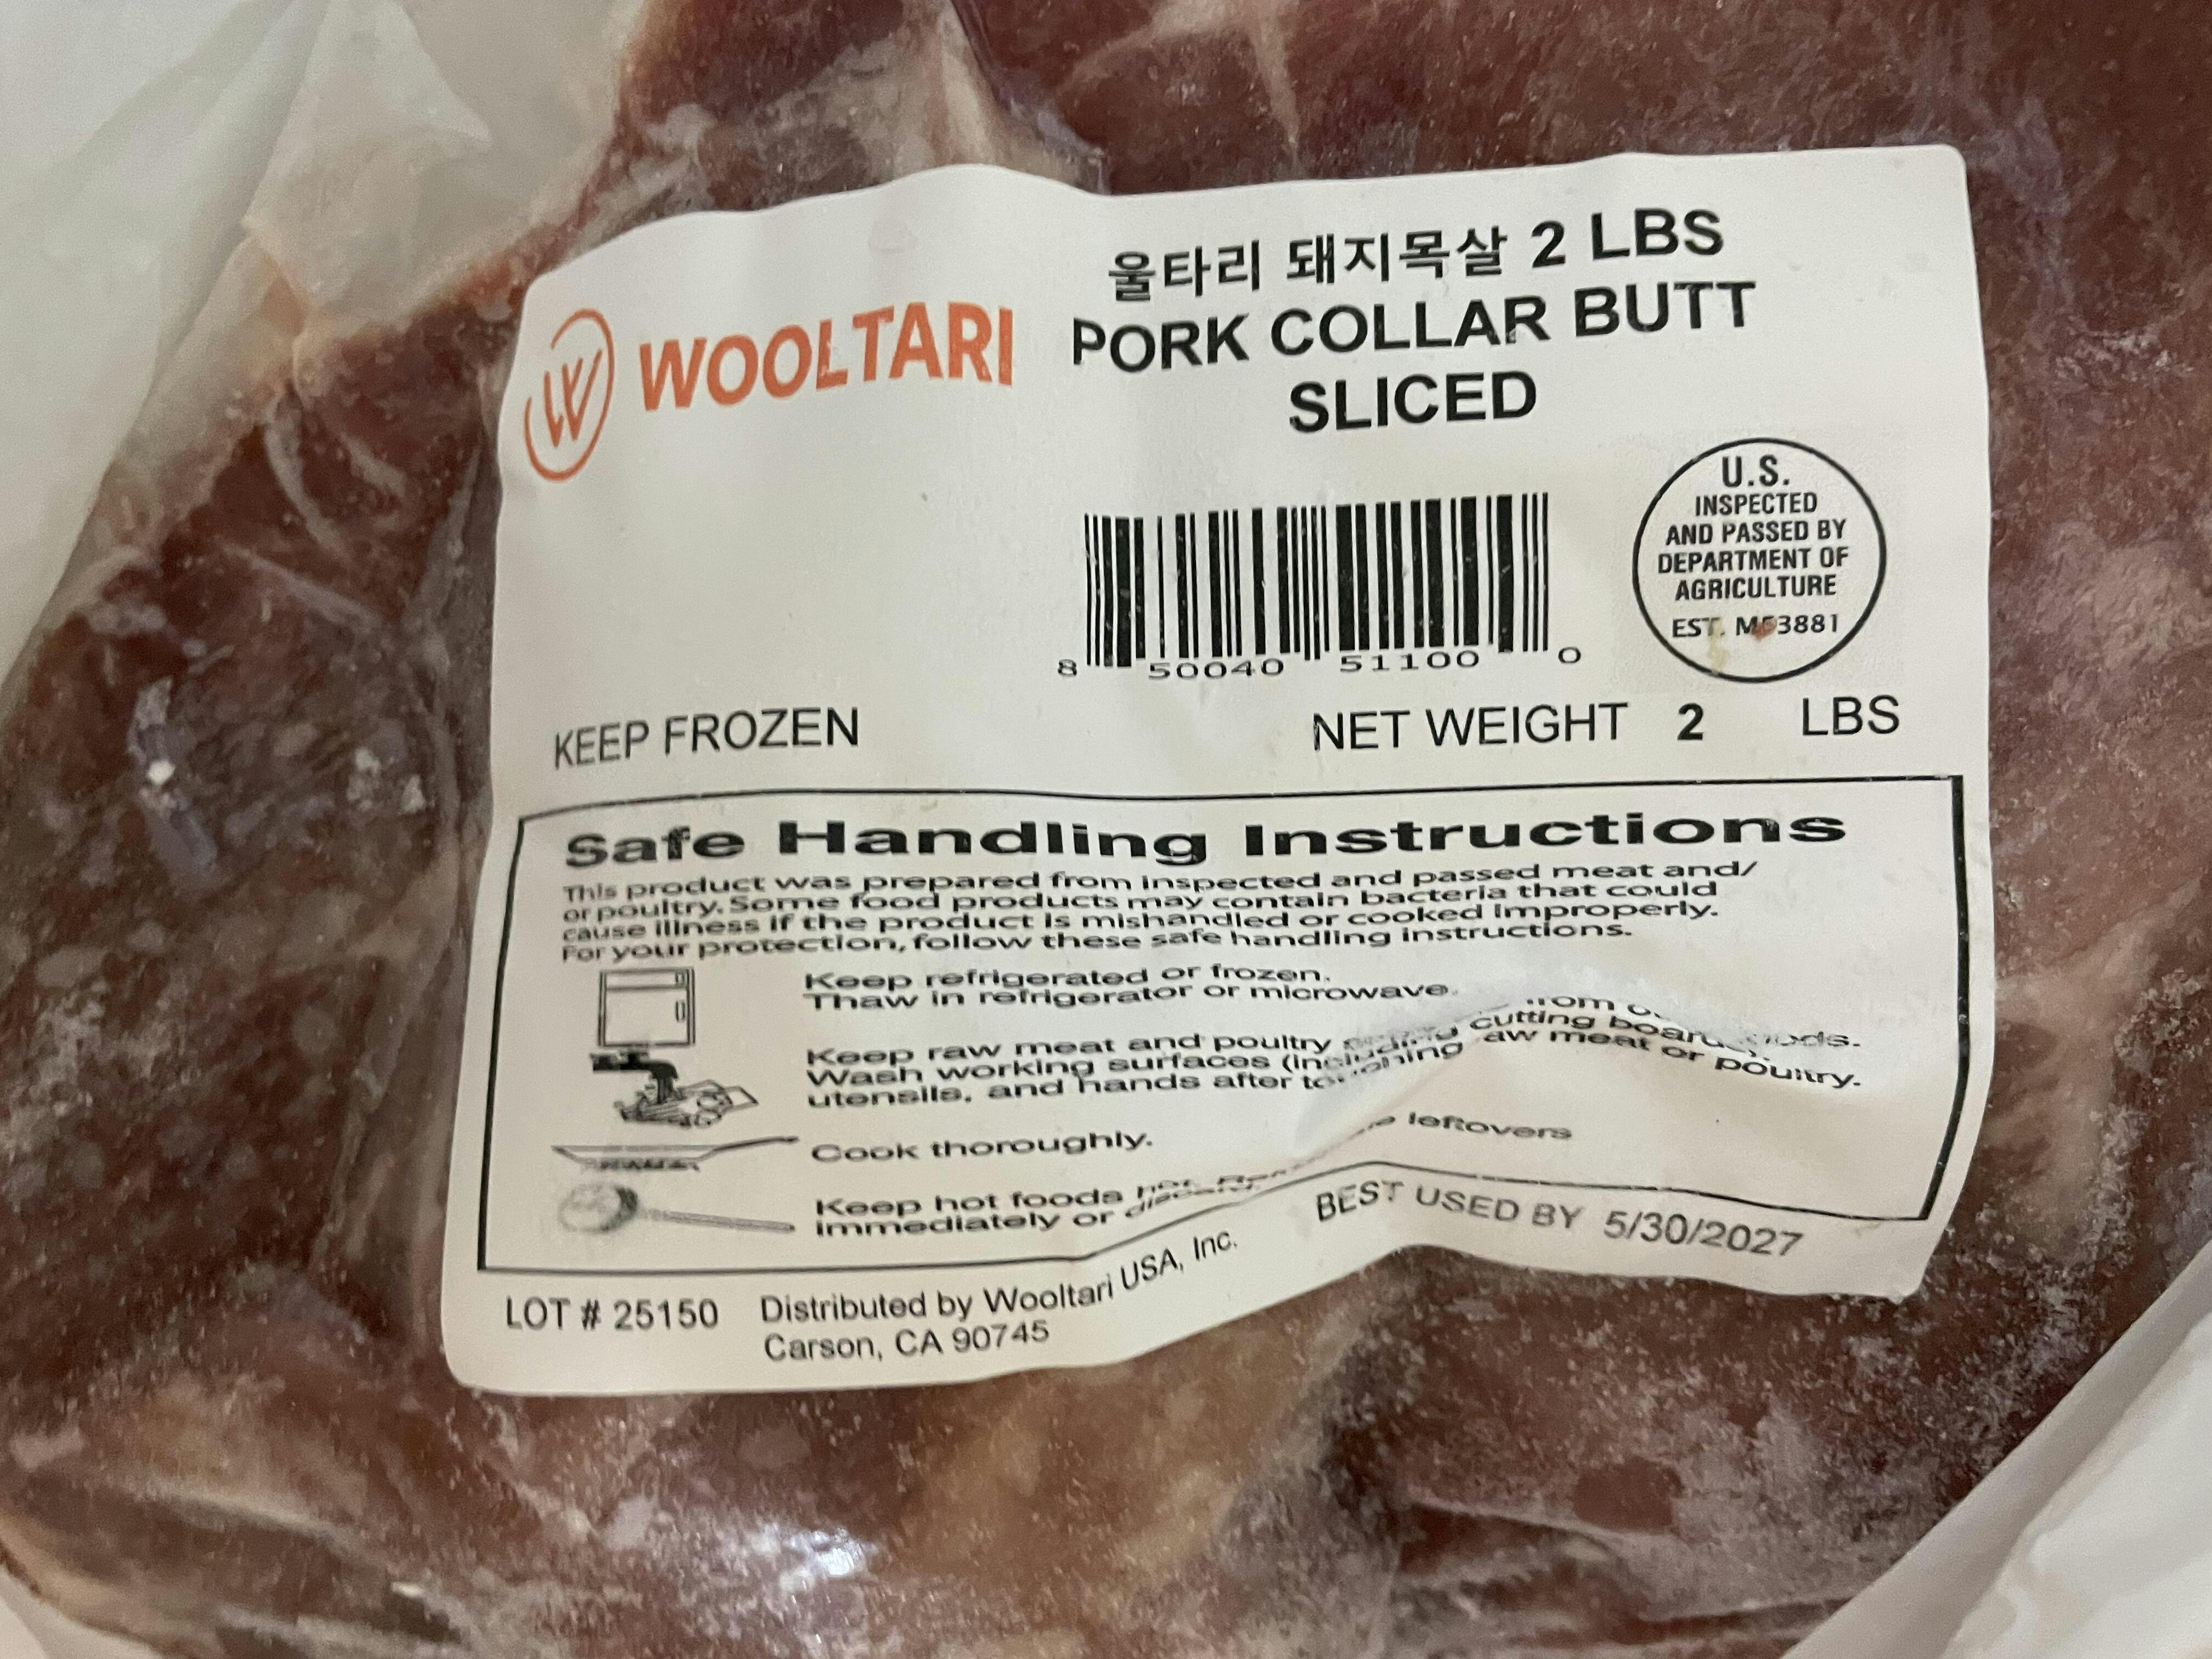 WOOLTARI
울타리 돼지목살 2 LBS
PORK COLLAR BUTT
SLICED
8 50040 51100 0
U.S.
INSPECTED
AND PASSED BY
DEPARTMENT OF
AGRICULTURE
EST.
KEEP FROZEN
NET WEIGHT 2 LBS
Safe Handling Instructions
This product was prepared from inspected and passed meat and/
or poultry. Some food products may contain bacteria that could
cause illness if the product is mishandled or cooked improperly.
For your protection, follow these safe handling instructions.
Keep refrigerated or frozen.
Thaw in refrigerator or microwave.
Keep raw meat and poultry
Wash working surfaces (including cutting
utensils, and hands after meat or poultry.
Cook thoroughly.
Keep hot foods leftovers
immediately or
LOT # 25150
Distributed by Wooltari USA, Inc.
Carson, CA 90745
BEST USED BY 5/30/2027